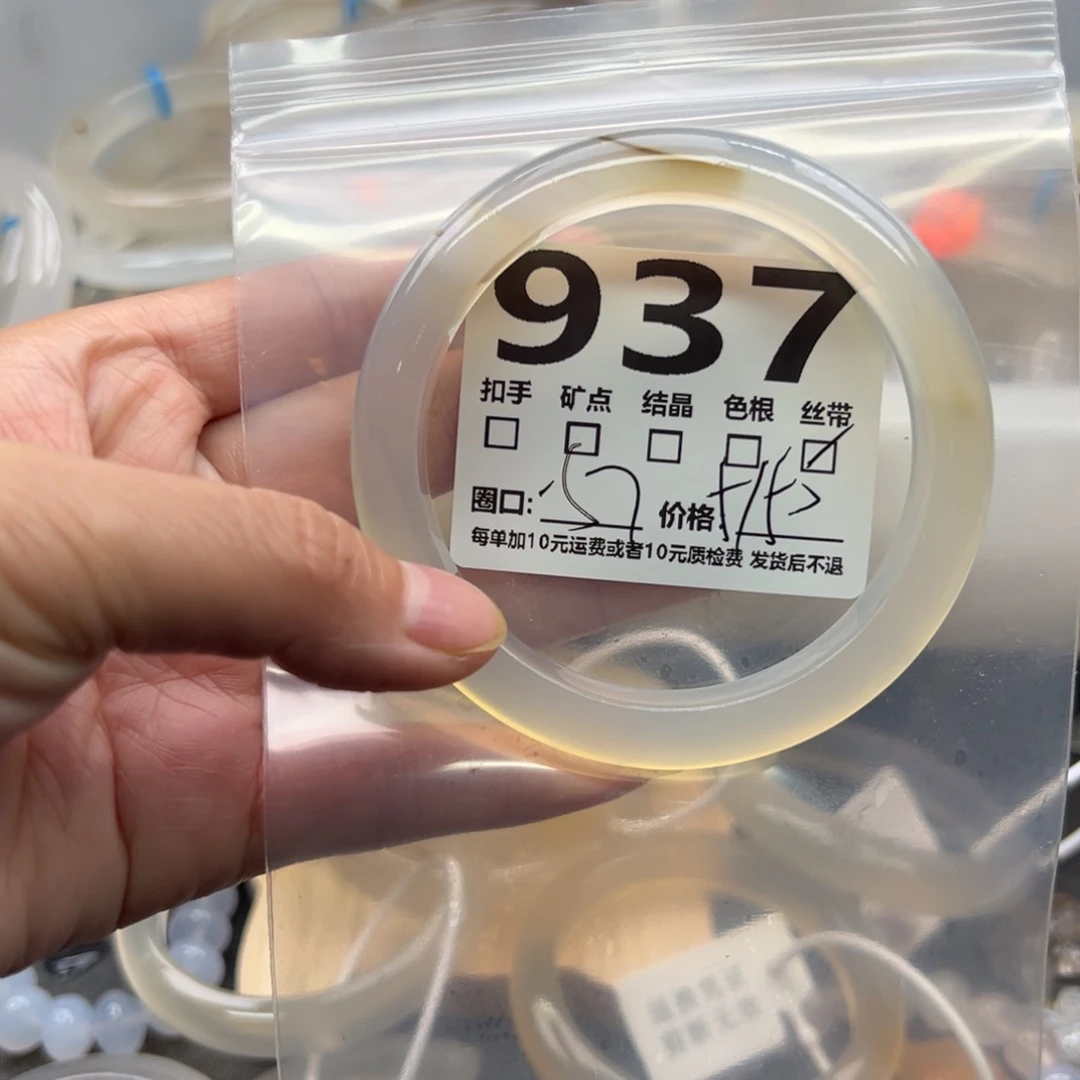 937
扣手 矿点 结晶 色根 丝带
圈口: 价格:
每单加10元运费或者10元质检费 发货后不退